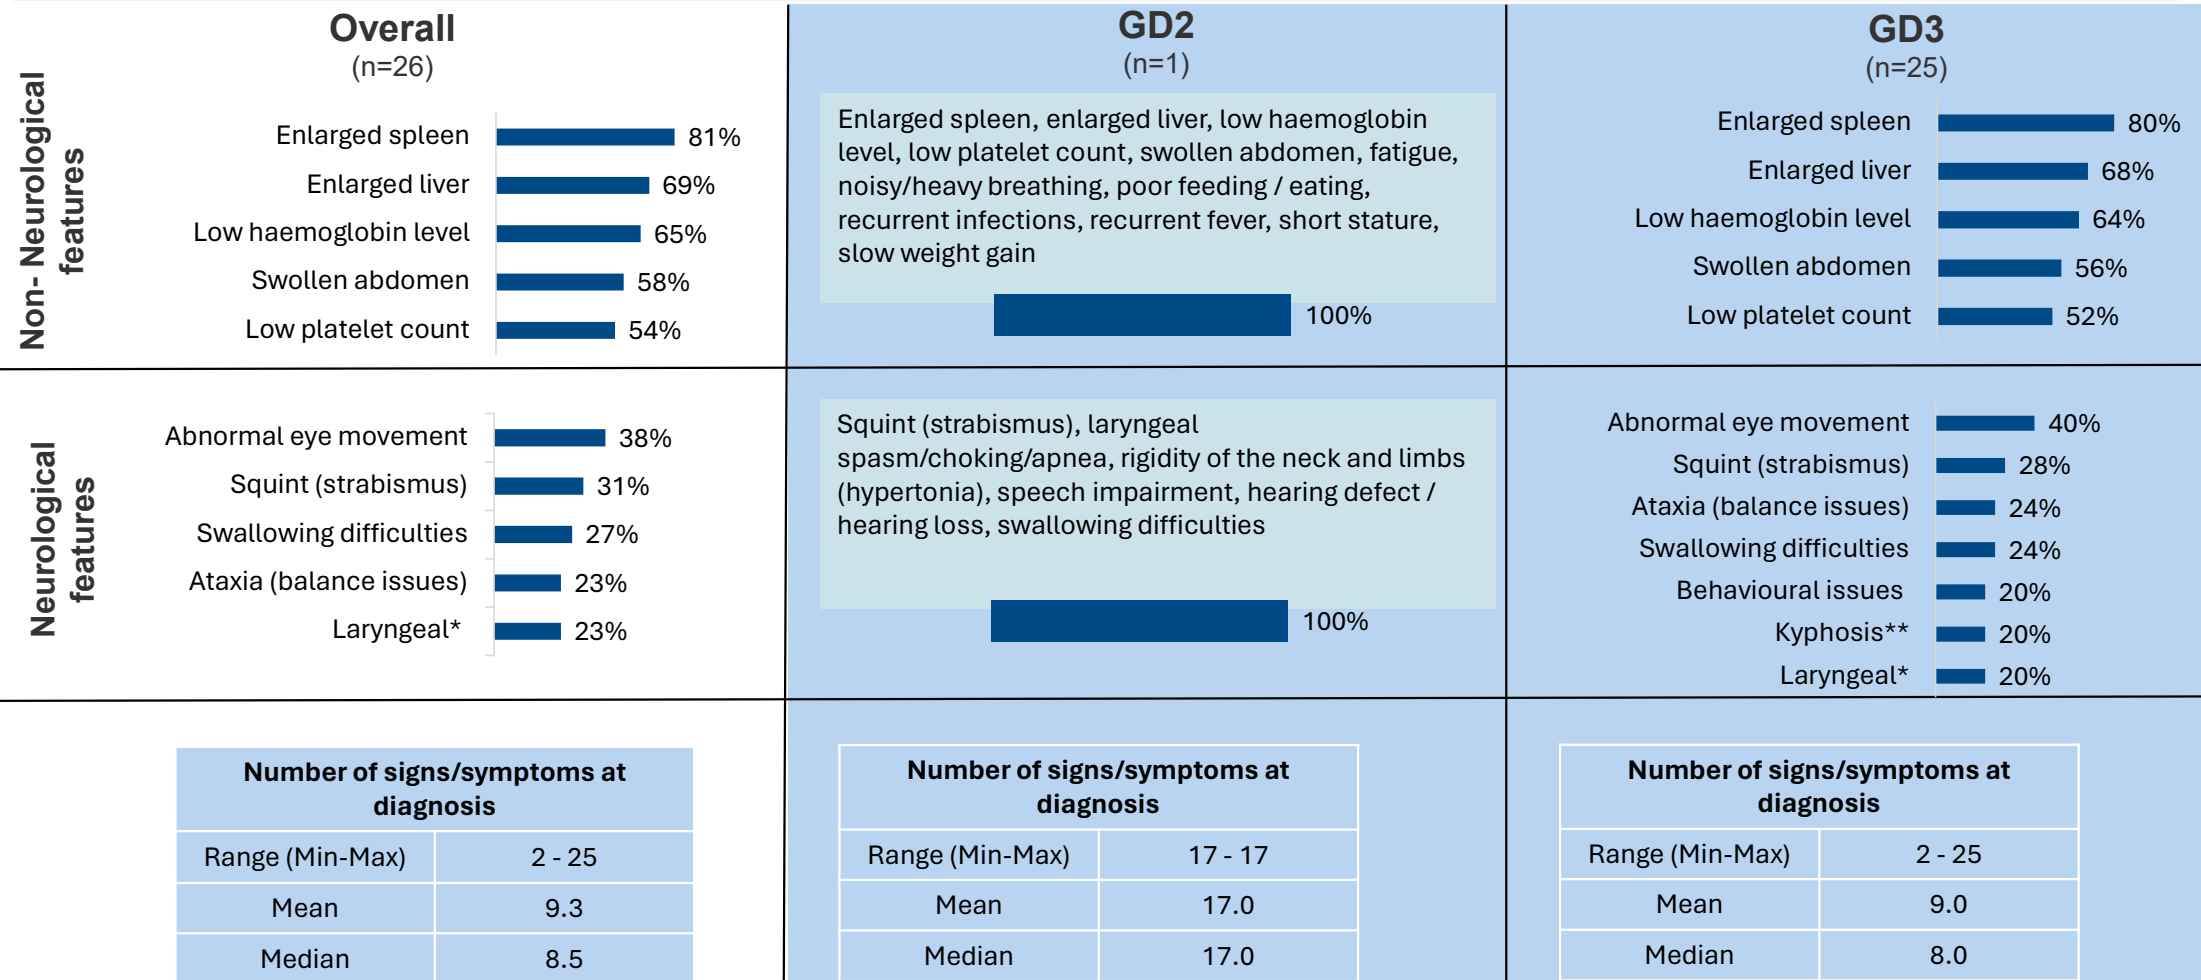 Overall
(n=26)
GD2
(n=1)
GD3
(n=25)
Non- Neurological
features
Enlarged spleen 81%
Enlarged liver 69%
Low haemoglobin level 65%
Swollen abdomen 58%
Low platelet count 54%
Enlarged spleen, enlarged liver, low haemoglobin
level, low platelet count, swollen abdomen, fatigue,
noisy/heavy breathing, poor feeding / eating,
recurrent infections, recurrent fever, short stature,
slow weight gain
100%
Enlarged spleen 80%
Enlarged liver 68%
Low haemoglobin level 64%
Swollen abdomen 56%
Low platelet count 52%
Neurological
features
Abnormal eye movement 38%
Squint (strabismus) 31%
Swallowing difficulties 27%
Ataxia (balance issues) 23%
Laryngeal* 23%
Squint (strabismus), laryngeal
spasm/choking/apnea, rigidity of the neck and limbs
(hypertonia), speech impairment, hearing defect /
hearing loss, swallowing difficulties
100%
Abnormal eye movement 40%
Squint (strabismus) 28%
Ataxia (balance issues) 24%
Swallowing difficulties 24%
Behavioural issues 20%
Kyphosis** 20%
Laryngeal* 20%
Number of signs/symptoms at
diagnosis
Range (Min-Max) 2 - 25
Mean 9.3
Median 8.5
Number of signs/symptoms at
diagnosis
Range (Min-Max) 17 - 17
Mean 17.0
Median 17.0
Number of signs/symptoms at
diagnosis
Range (Min-Max) 2 - 25
Mean 9.0
Median 8.0